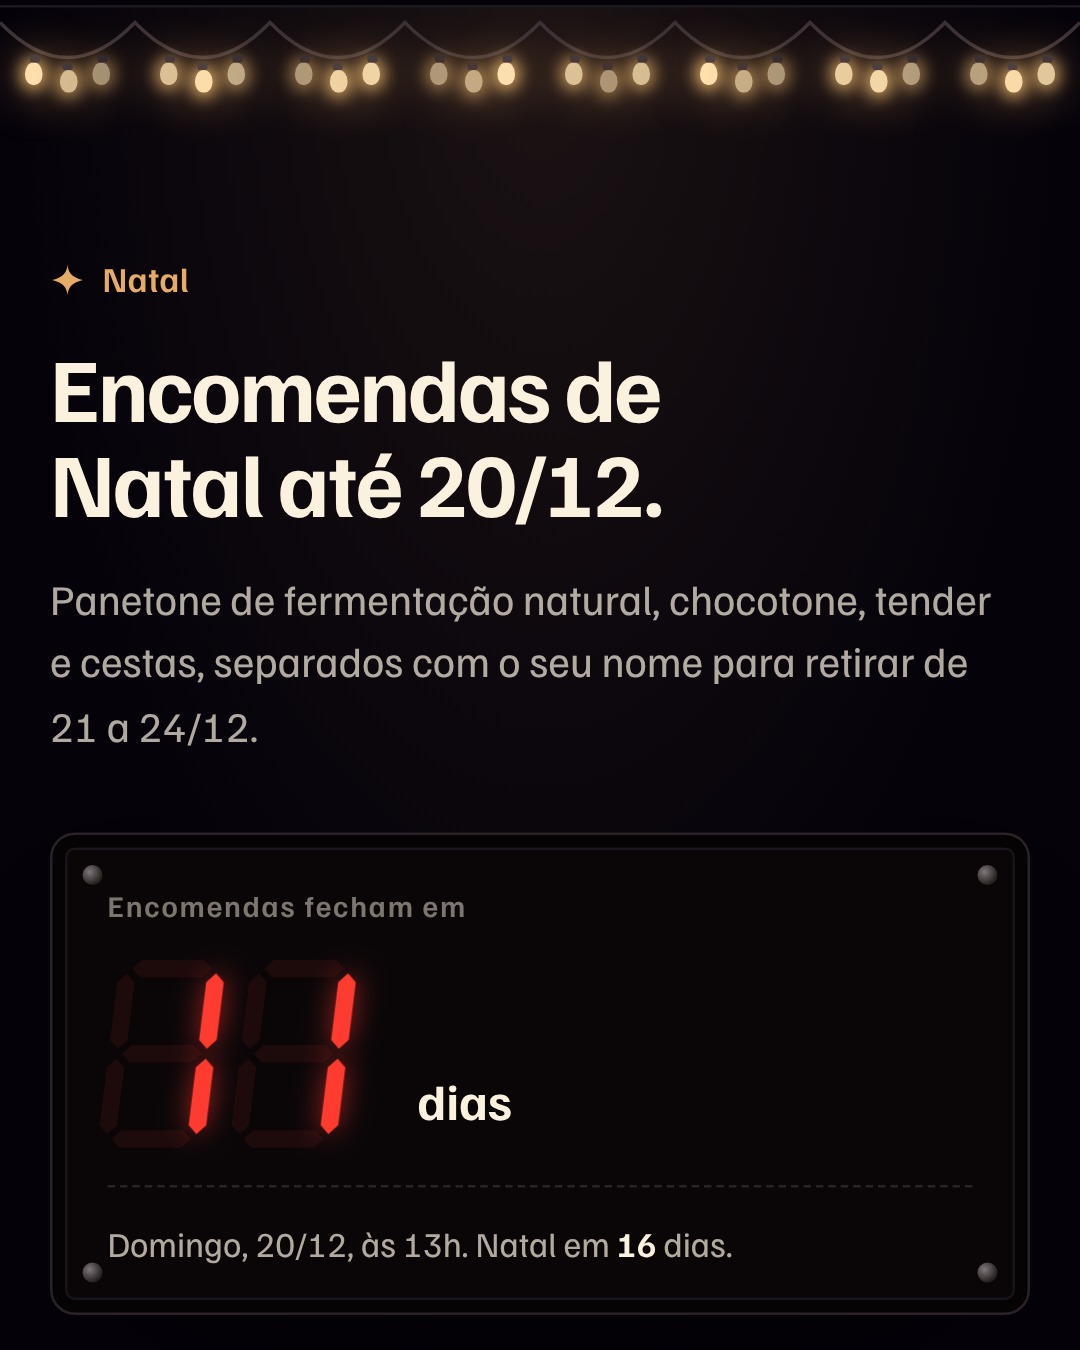 Natal
Encomendas de
Natal até 20/12.
Panetone de fermentação natural, chocotone, tender
e cestas, separados com o seu nome para retirar de
21 a 24/12.
Encomendas fecham em
11 dias
Domingo, 20/12, às 13h. Natal em 16 dias.